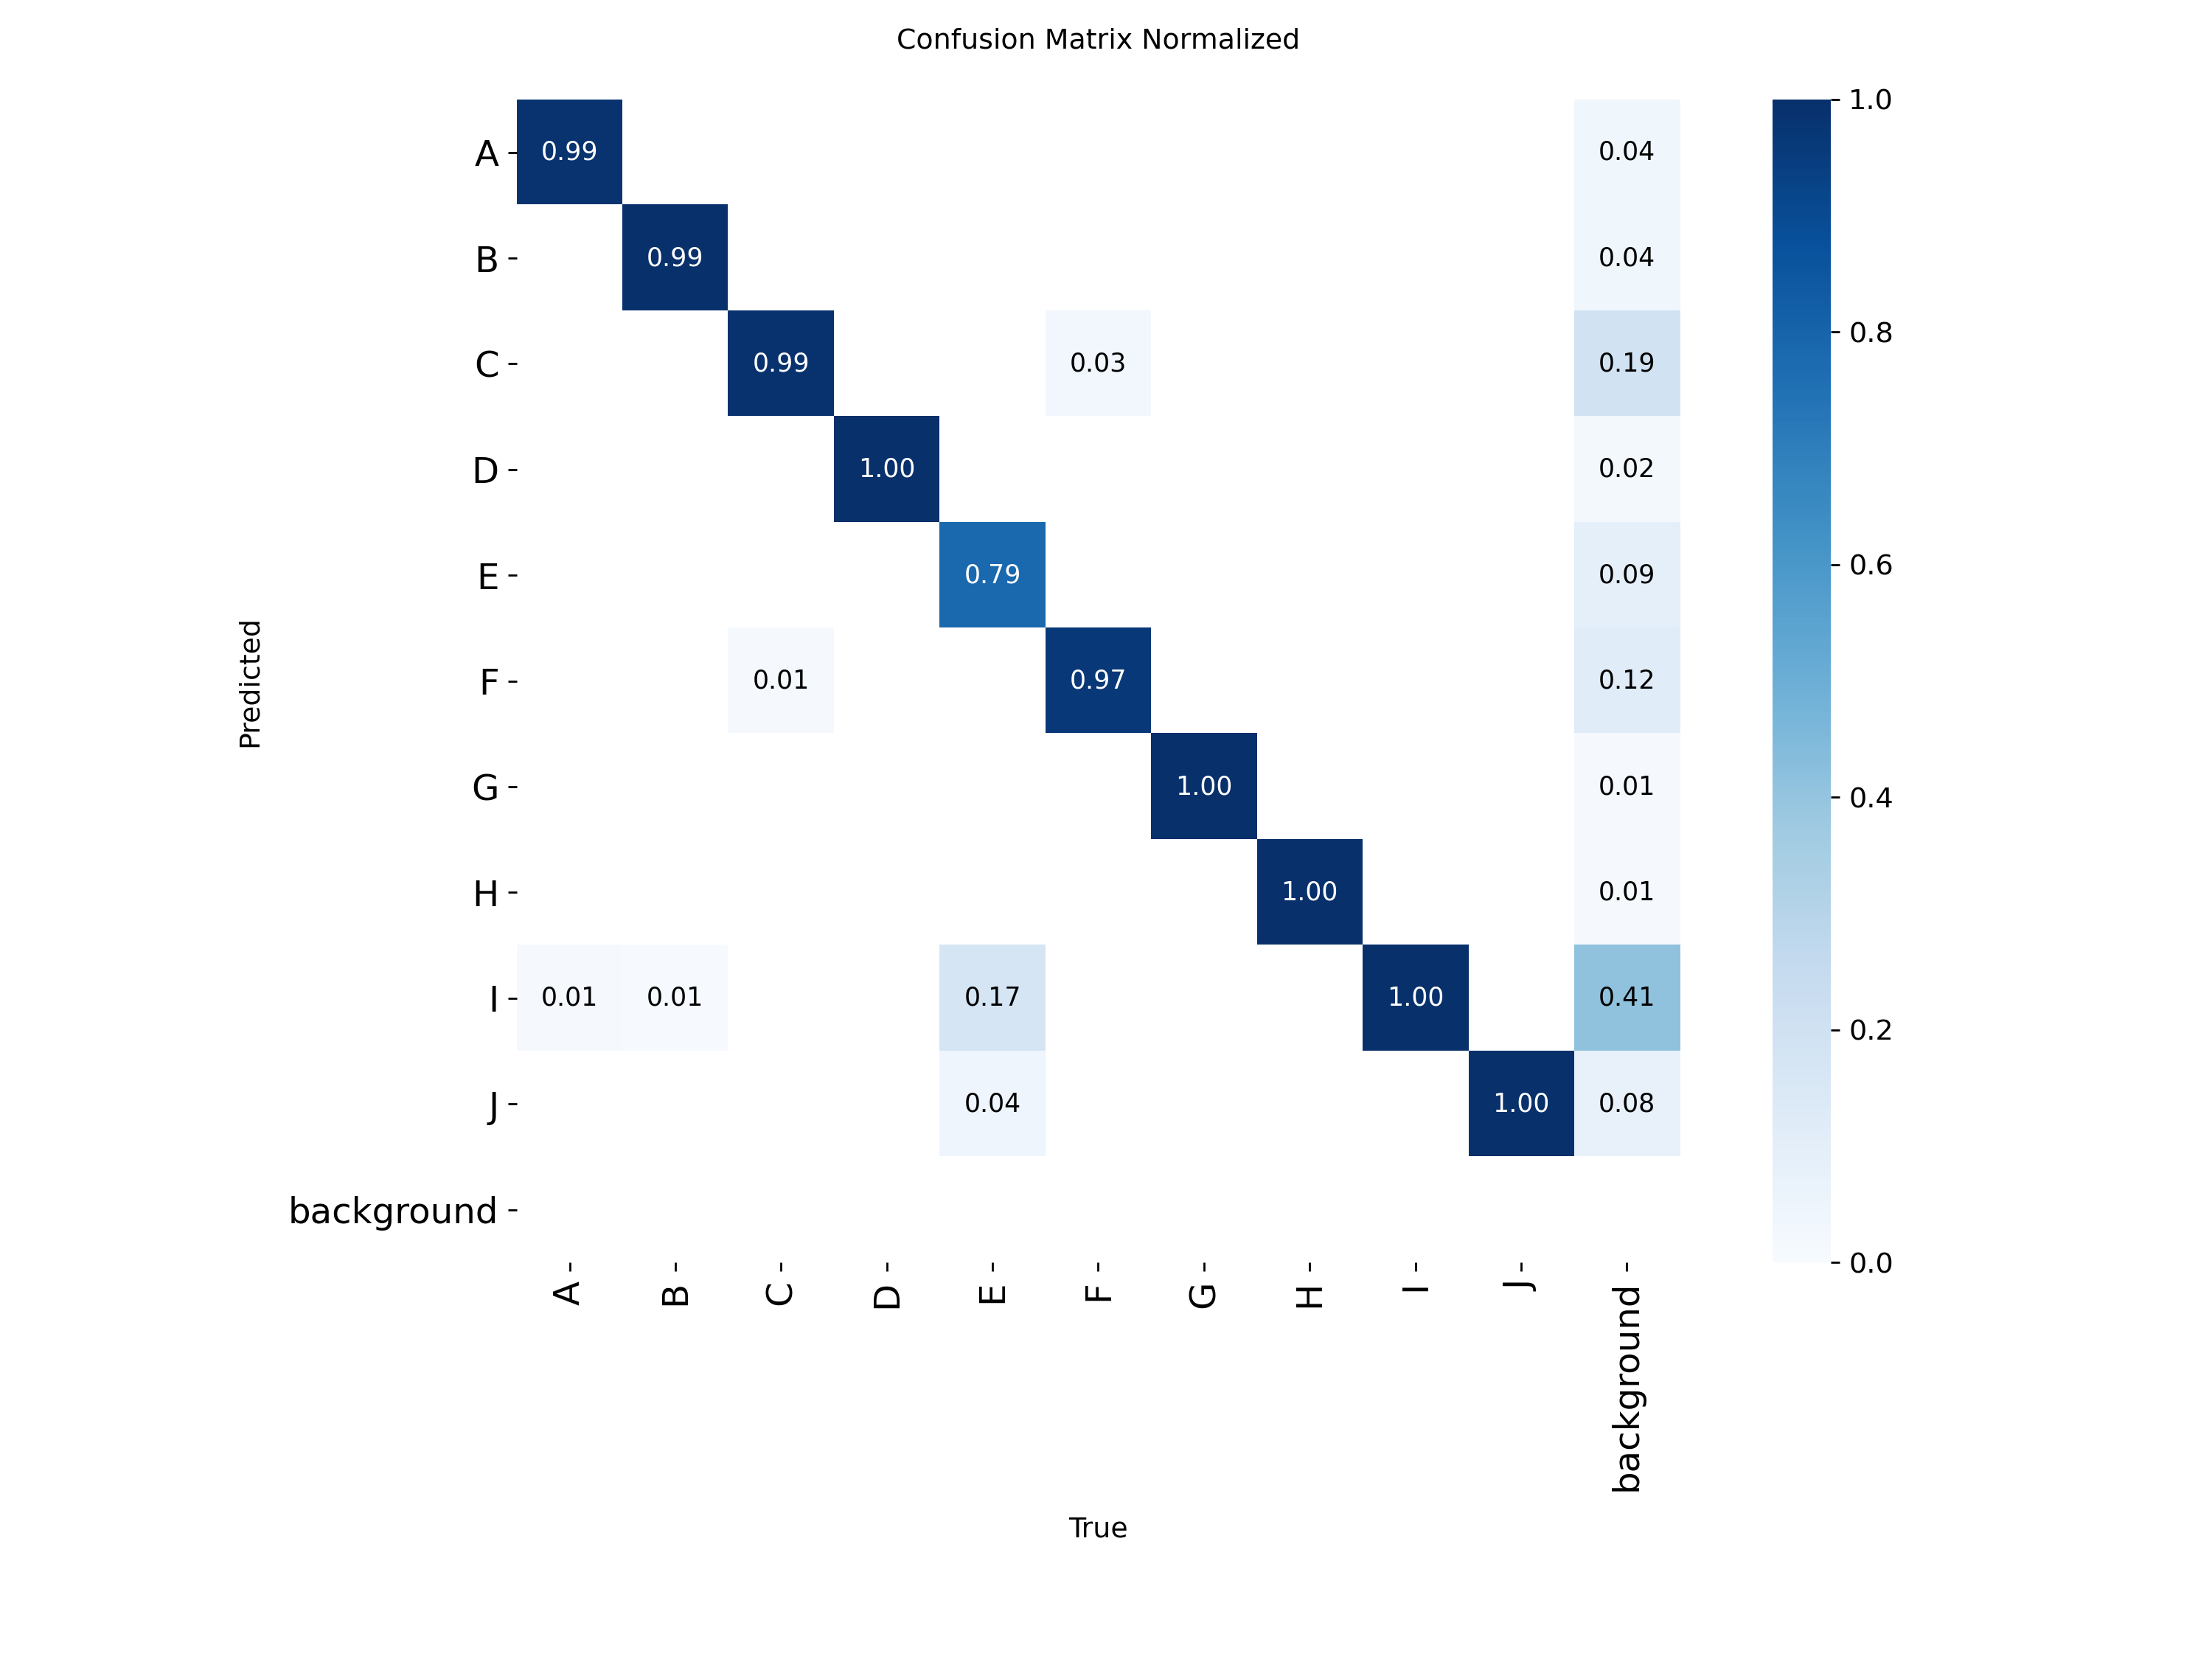 Confusion Matrix Normalized
A 0.99 0.04
B 0.99 0.04
C 0.99 0.03 0.19
D 1.00 0.02
E 0.79 0.09
F 0.01 0.97 0.12
G 1.00 0.01
H 1.00 0.01
I 0.01 0.01 0.17 1.00 0.41
J 0.04 1.00 0.08
background
A B C D E F G H I J background
Predicted
True
1.0
0.8
0.6
0.4
0.2
0.0